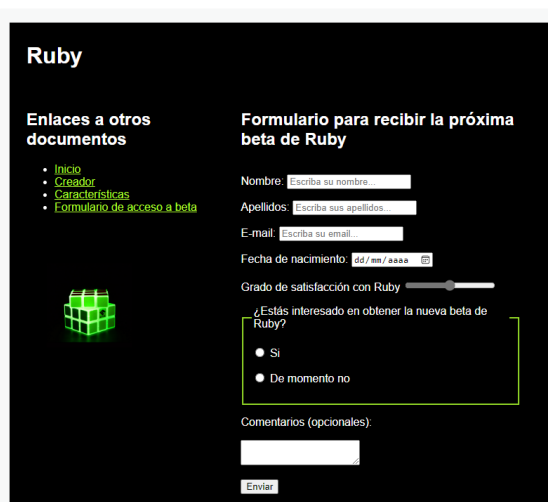 Ruby
Enlaces a otros
documentos
Inicio
Creador
Características
Formulario de acceso a beta
Formulario para recibir la próxima
beta de Ruby
Nombre: Escriba su nombre...
Apellidos: Escriba sus apellidos...
E-mail: Escriba su email...
Fecha de nacimiento: dd/mm/aaaa
Grado de satisfacción con Ruby
¿Estás interesado en obtener la nueva beta de
Ruby?
Si
De momento no
Comentarios (opcionales):
Enviar